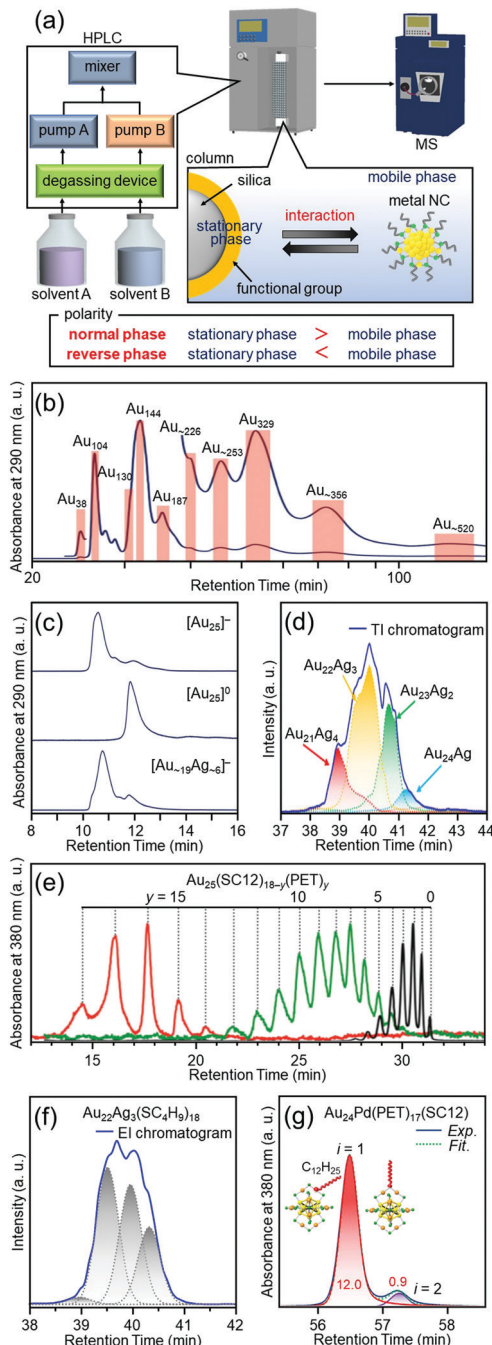 (a)
HPLC
mixer
pump A
pump B
degassing device
solvent A
solvent B
MS
column
silica
mobile phase
stationary
phase
interaction
metal NC
functional group
polarity
normal phase stationary phase > mobile phase
reverse phase stationary phase < mobile phase
(b)
Absorbance at 290 nm (a. u.)
Au38
Au104
Au130
Au144
Au187
Au~226
Au~253
Au329
Au~356
Au~520
20 100
Retention Time (min)
(c)
Absorbance at 290 nm (a. u.)
[Au25]−
[Au25]0
[Au~19Ag~6]−
8 10 12 14 16
Retention Time (min)
(d)
TI chromatogram
Intensity (a. u.)
Au22Ag3
Au23Ag2
Au21Ag4
Au24Ag
37 38 39 40 41 42 43 44
Retention Time (min)
(e)
Absorbance at 380 nm (a. u.)
Au25(SC12)18−y(PET)y
y = 15 10 5 0
15 20 25 30
Retention Time (min)
(f)
Au22Ag3(SC4H9)18
EI chromatogram
Intensity (a. u.)
38 39 40 41 42
Retention Time (min)
(g)
Au24Pd(PET)17(SC12)
Exp.
Fit.
Absorbance at 380 nm (a. u.)
i = 1
C12H25
12.0
0.9
i = 2
56 57 58
Retention Time (min)